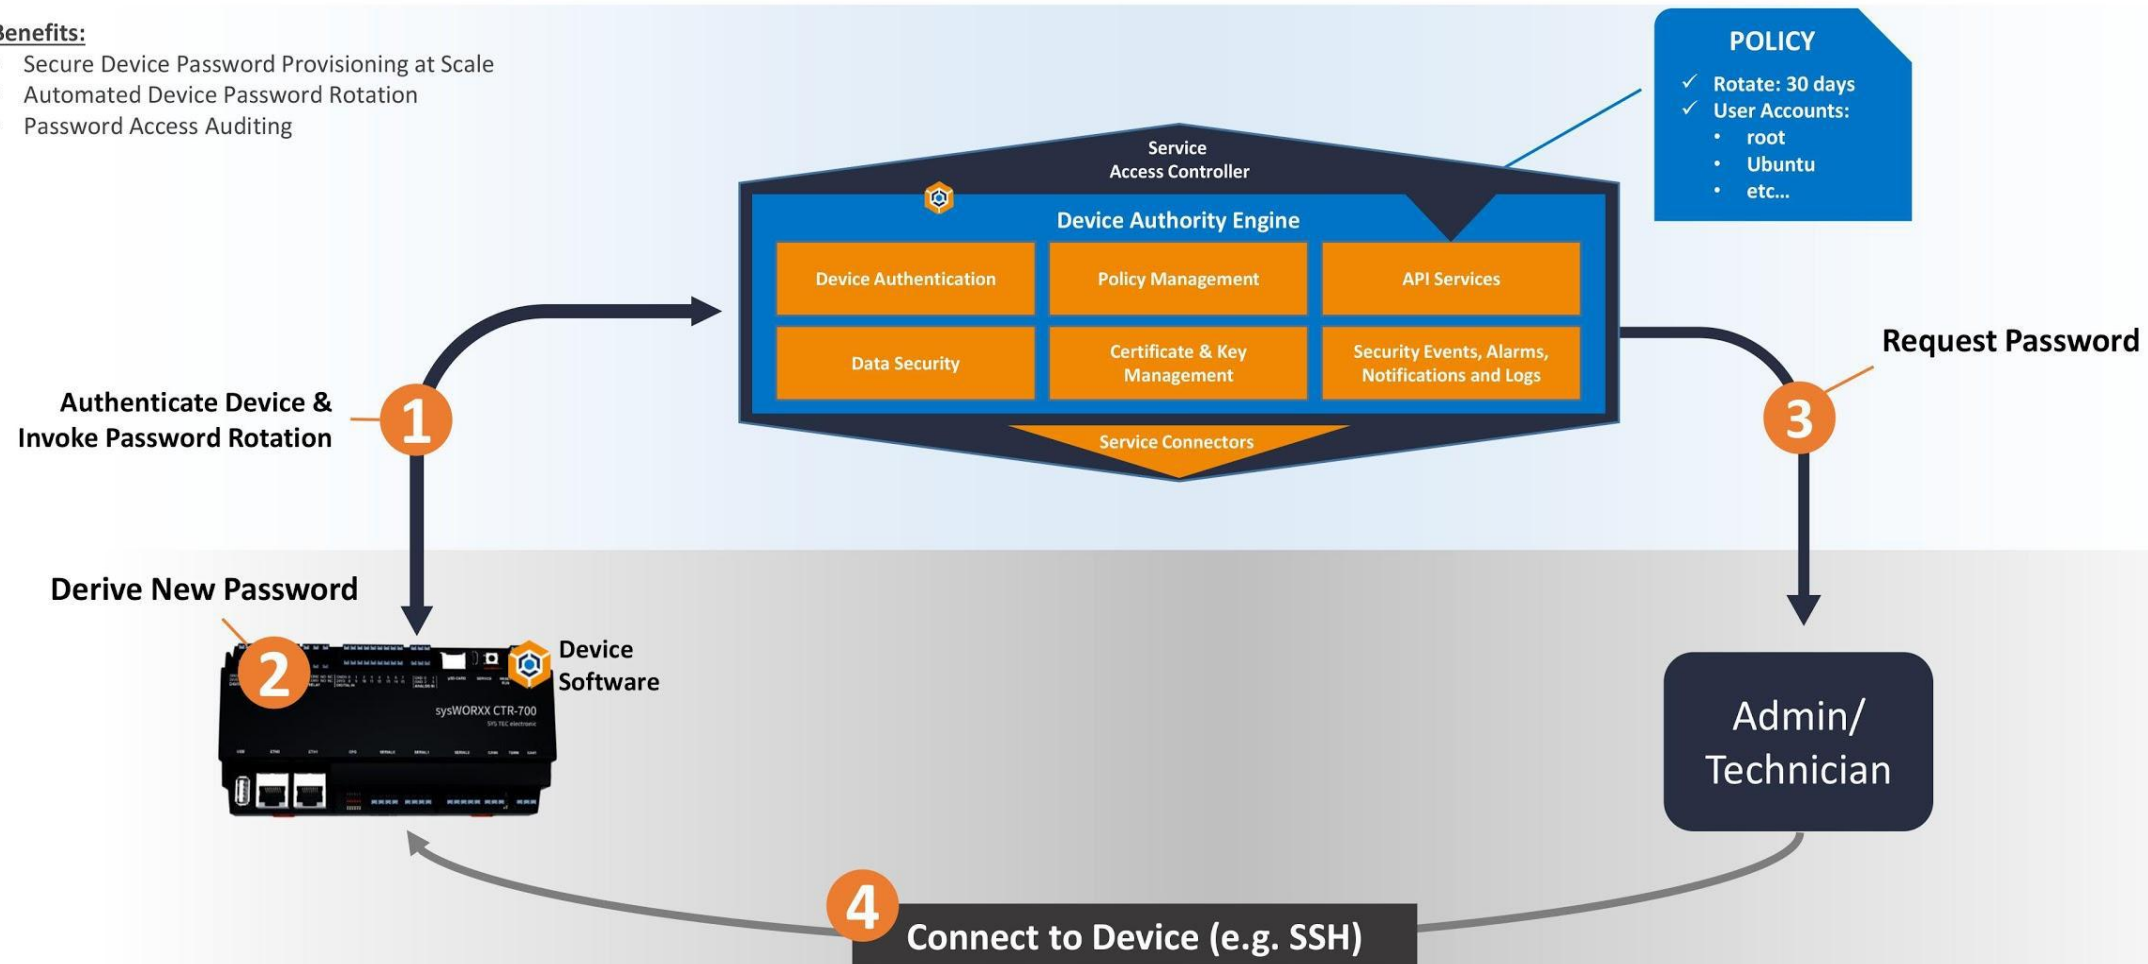 Benefits:
Secure Device Password Provisioning at Scale
Automated Device Password Rotation
Password Access Auditing
POLICY
✓ Rotate: 30 days
✓ User Accounts:
• root
• Ubuntu
• etc...
Service
Access Controller
Device Authority Engine
Device Authentication
Policy Management
API Services
Data Security
Certificate & Key
Management
Security Events, Alarms,
Notifications and Logs
Service Connectors
Authenticate Device &
Invoke Password Rotation
1
Request Password
3
Derive New Password
2
Device
Software
sysWORXX CTR-700
SYS TEC electronic
Admin/
Technician
4
Connect to Device (e.g. SSH)